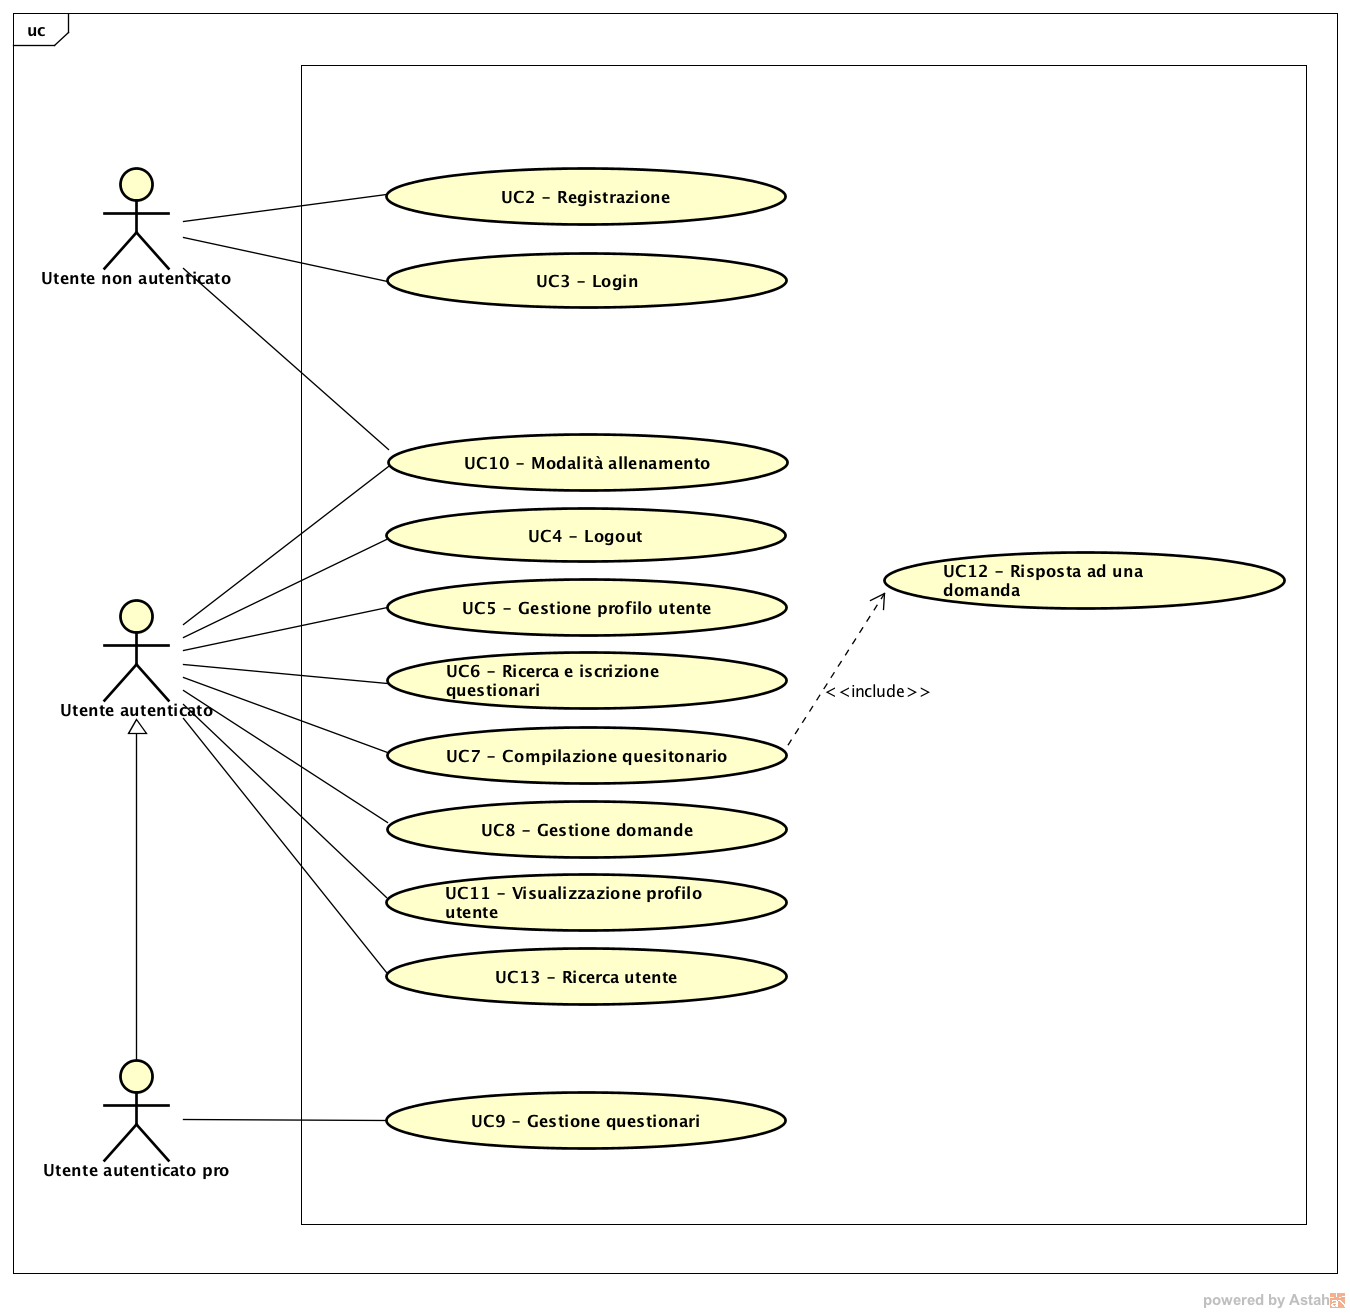 uc
UC2 – Registrazione
UC3 – Login
Utente non autenticato
UC10 – Modalità allenamento
UC4 – Logout
UC12 – Risposta ad una
domanda
UC5 – Gestione profilo utente
UC6 – Ricerca e iscrizione
questionari
<<include>>
Utente autenticato
UC7 – Compilazione quesitonario
UC8 – Gestione domande
UC11 – Visualizzazione profilo
utente
UC13 – Ricerca utente
UC9 – Gestione questionari
Utente autenticato pro
powered by Astah